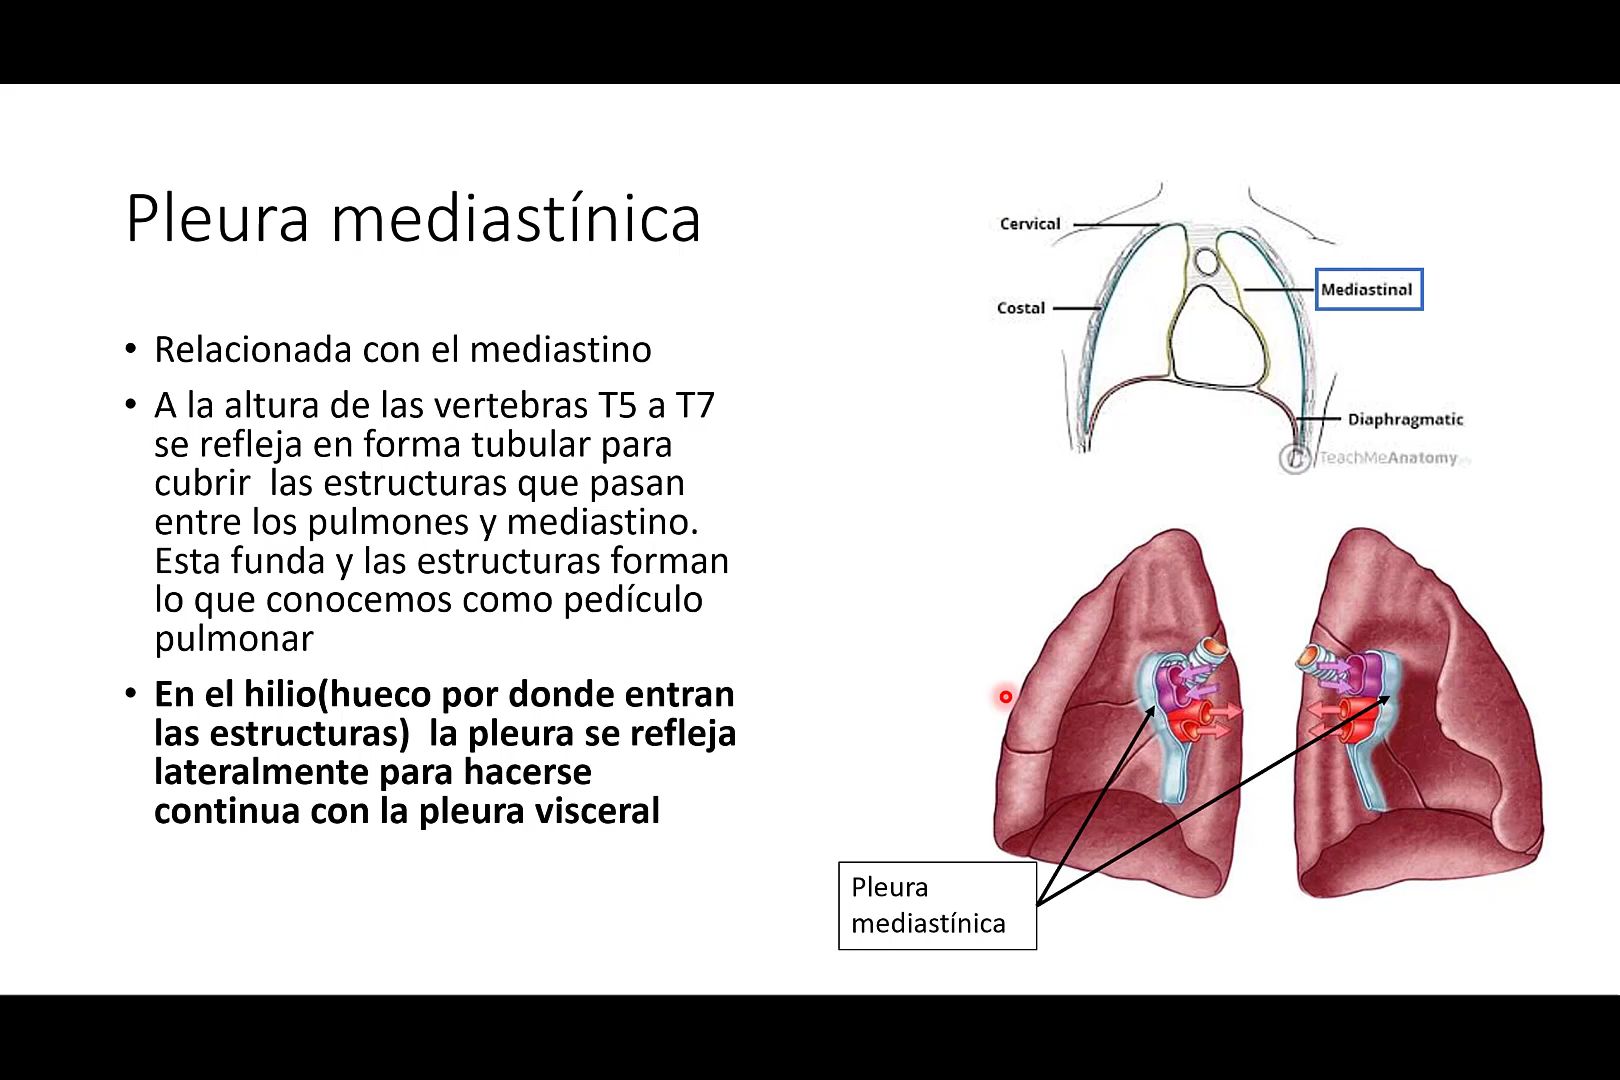 Pleura mediastínica
• Relacionada con el mediastino
• A la altura de las vertebras T5 a T7
se refleja en forma tubular para
cubrir  las estructuras que pasan
entre los pulmones y mediastino.
Esta funda y las estructuras forman
lo que conocemos como pedículo
pulmonar
• En el hilio(hueco por donde entran
las estructuras)  la pleura se refleja
lateralmente para hacerse
continua con la pleura visceral
Cervical
Mediastinal
Costal
Diaphragmatic
TeachMeAnatomy
Pleura
mediastínica